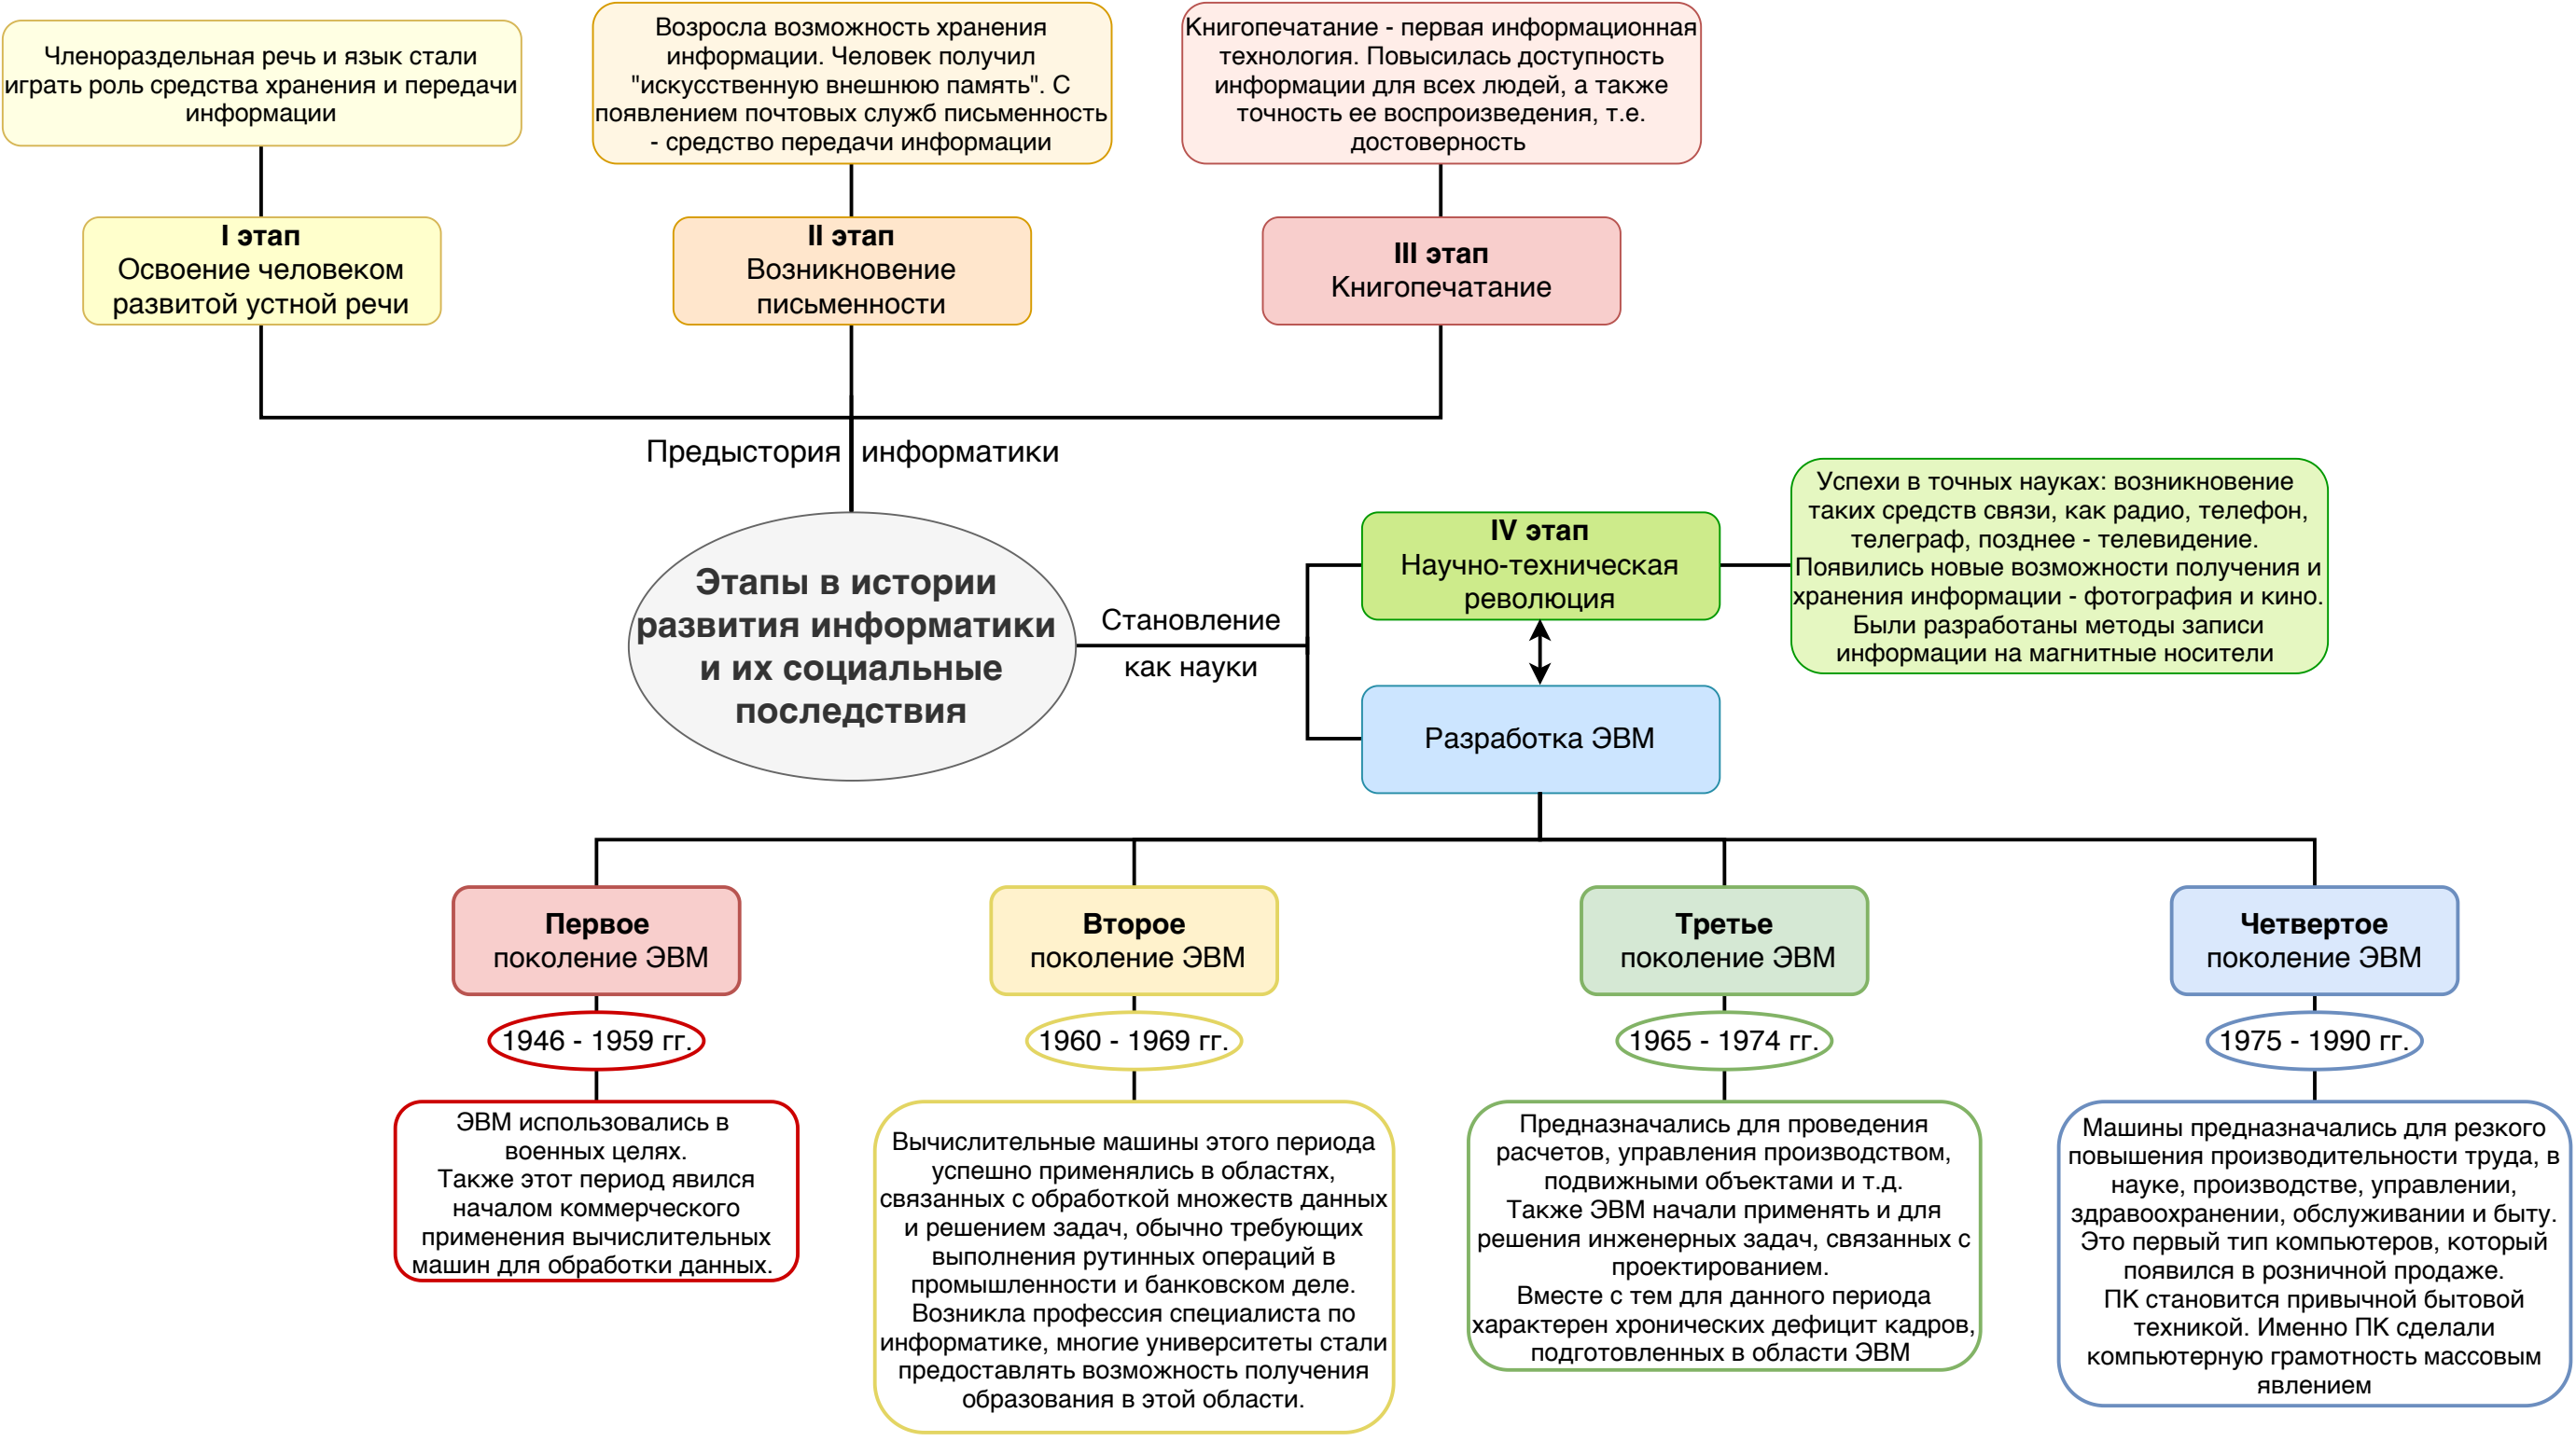 Членораздельная речь и язык стали
играть роль средства хранения и передачи
информации
Возросла возможность хранения
информации. Человек получил
"искусственную внешнюю память". С
появлением почтовых служб письменность
- средство передачи информации
Книгопечатание - первая информационная
технология. Повысилась доступность
информации для всех людей, а также
точность ее воспроизведения, т.е.
достоверность
I этап
Освоение человеком
развитой устной речи
II этап
Возникновение
письменности
III этап
Книгопечатание
Предыстория информатики
Этапы в истории
развития информатики
и их социальные
последствия
Становление
как науки
IV этап
Научно-техническая
революция
Успехи в точных науках: возникновение
таких средств связи, как радио, телефон,
телеграф, позднее - телевидение.
Появились новые возможности получения и
хранения информации - фотография и кино.
Были разработаны методы записи
информации на магнитные носители
Разработка ЭВМ
Первое
поколение ЭВМ
1946 - 1959 гг.
ЭВМ использовались в
военных целях.
Также этот период явился
началом коммерческого
применения вычислительных
машин для обработки данных.
Второе
поколение ЭВМ
1960 - 1969 гг.
Вычислительные машины этого периода
успешно применялись в областях,
связанных с обработкой множеств данных
и решением задач, обычно требующих
выполнения рутинных операций в
промышленности и банковском деле.
Возникла профессия специалиста по
информатике, многие университеты стали
предоставлять возможность получения
образования в этой области.
Третье
поколение ЭВМ
1965 - 1974 гг.
Предназначались для проведения
расчетов, управления производством,
подвижными объектами и т.д.
Также ЭВМ начали применять и для
решения инженерных задач, связанных с
проектированием.
Вместе с тем для данного периода
характерен хронических дефицит кадров,
подготовленных в области ЭВМ
Четвертое
поколение ЭВМ
1975 - 1990 гг.
Машины предназначались для резкого
повышения производительности труда, в
науке, производстве, управлении,
здравоохранении, обслуживании и быту.
Это первый тип компьютеров, который
появился в розничной продаже.
ПК становится привычной бытовой
техникой. Именно ПК сделали
компьютерную грамотность массовым
явлением